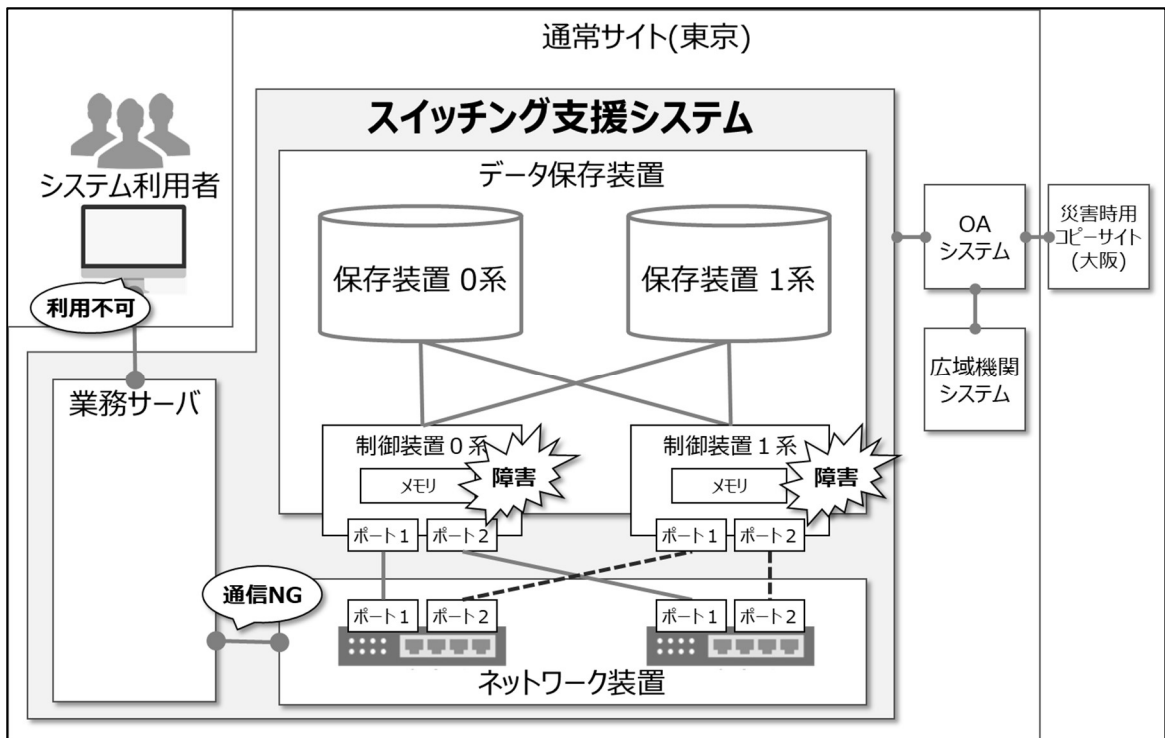 通常サイト(東京)
スイッチング支援システム
システム利用者
利用不可
データ保存装置
保存装置 0系
保存装置 1系
OA
システム
災害時用
コピーサイト
(大阪)
広域機関
システム
業務サーバ
制御装置０系
メモリ
障害
ポート1
ポート2
制御装置１系
メモリ
障害
ポート1
ポート2
通信NG
ポート1
ポート2
ポート1
ポート2
ネットワーク装置